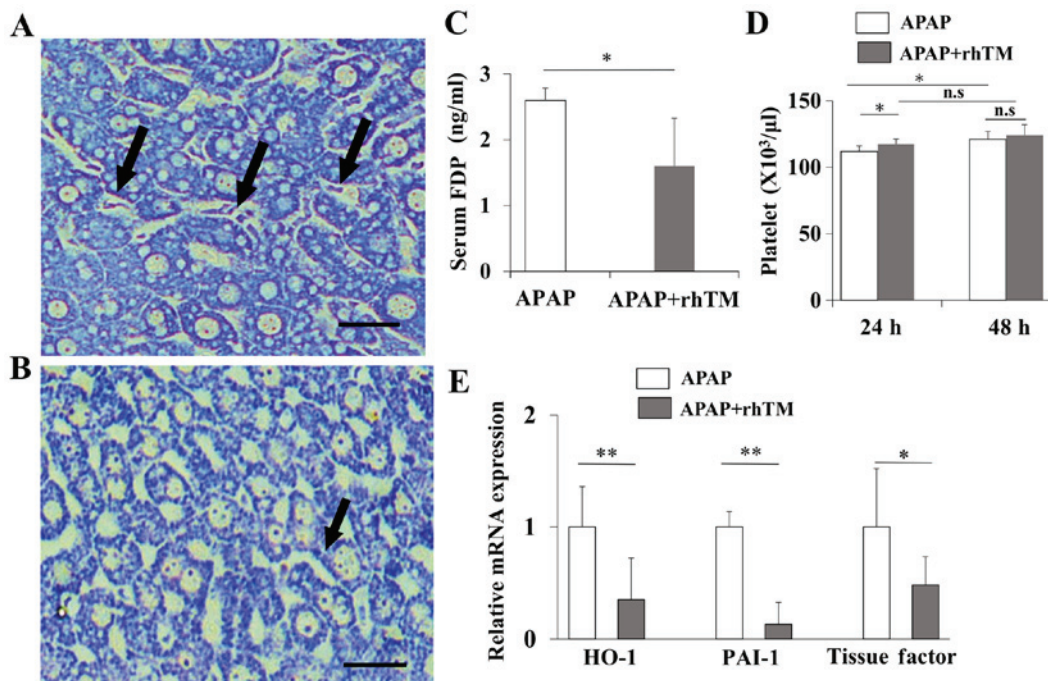 A
B
C
*
Serum FDP (ng/ml)
3
2
1
0
APAP
APAP+rhTM
D
APAP
APAP+rhTM
*
n.s
*
n.s
Platelet (X10³/μl)
150
100
50
0
24 h
48 h
E
APAP
APAP+rhTM
Relative mRNA expression
2
1
0
**
**
*
HO-1
PAI-1
Tissue factor